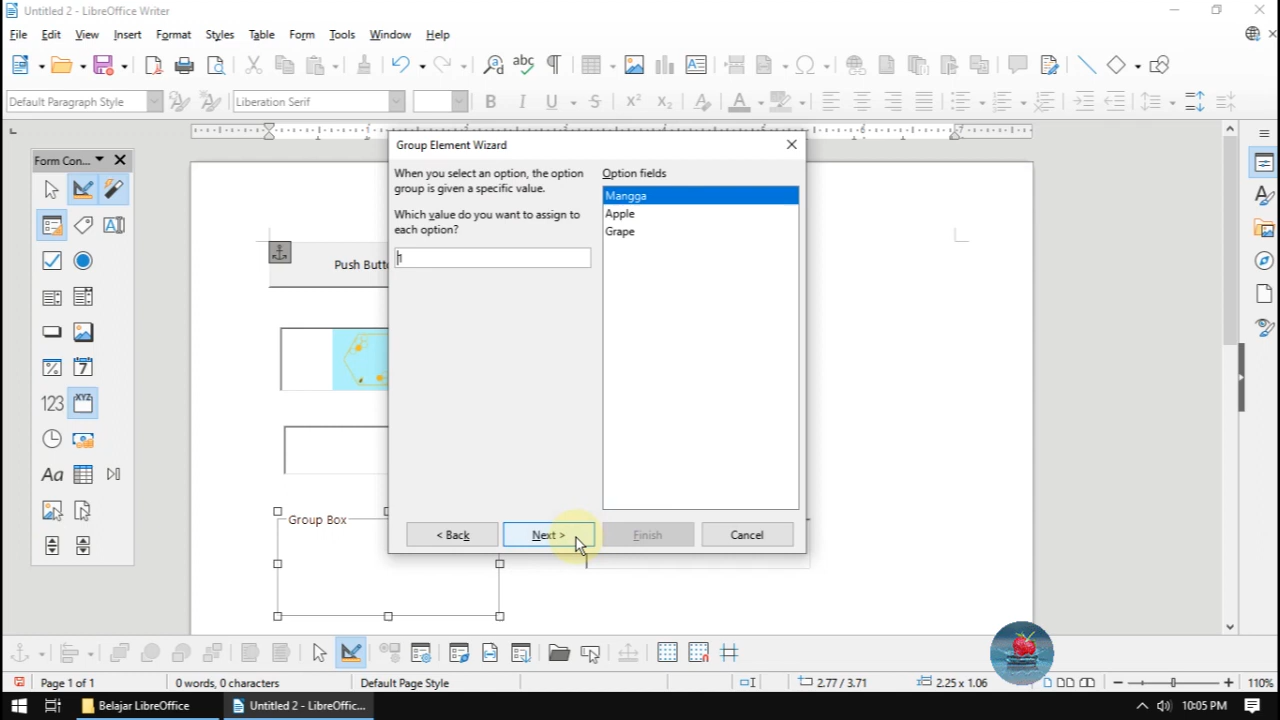 Untitled 2 - LibreOffice Writer
File Edit View Insert Format Styles Table Form Tools Window Help
Default Paragraph Style
Liberation Serif
Form Con...
Group Element Wizard
When you select an option, the option
group is given a specific value.
Which value do you want to assign to
each option?
1
Option fields
Mangga
Apple
Grape
Push Butt
Group Box
< Back
Next >
Finish
Cancel
Page 1 of 1
0 words, 0 characters
Default Page Style
2.77 / 3.71
2.25 x 1.06
110%
Belajar LibreOffice
Untitled 2 - LibreOffic...
10:05 PM